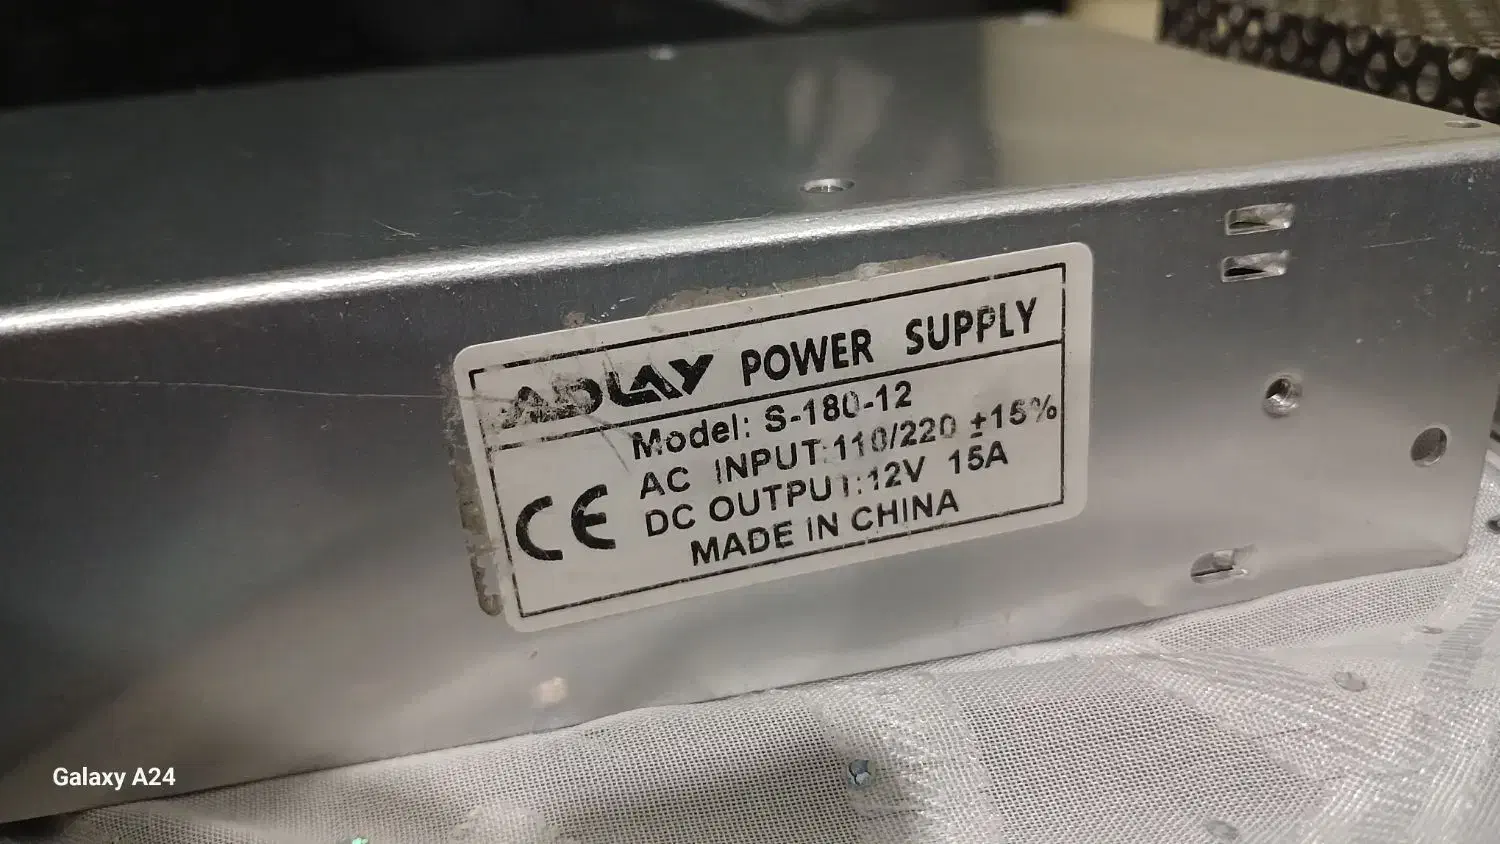 ADLAY POWER SUPPLY
Model: S-180-12
AC INPUT:110/220 ±15%
DC OUTPUT:12V 15A
CE
MADE IN CHINA
Galaxy A24